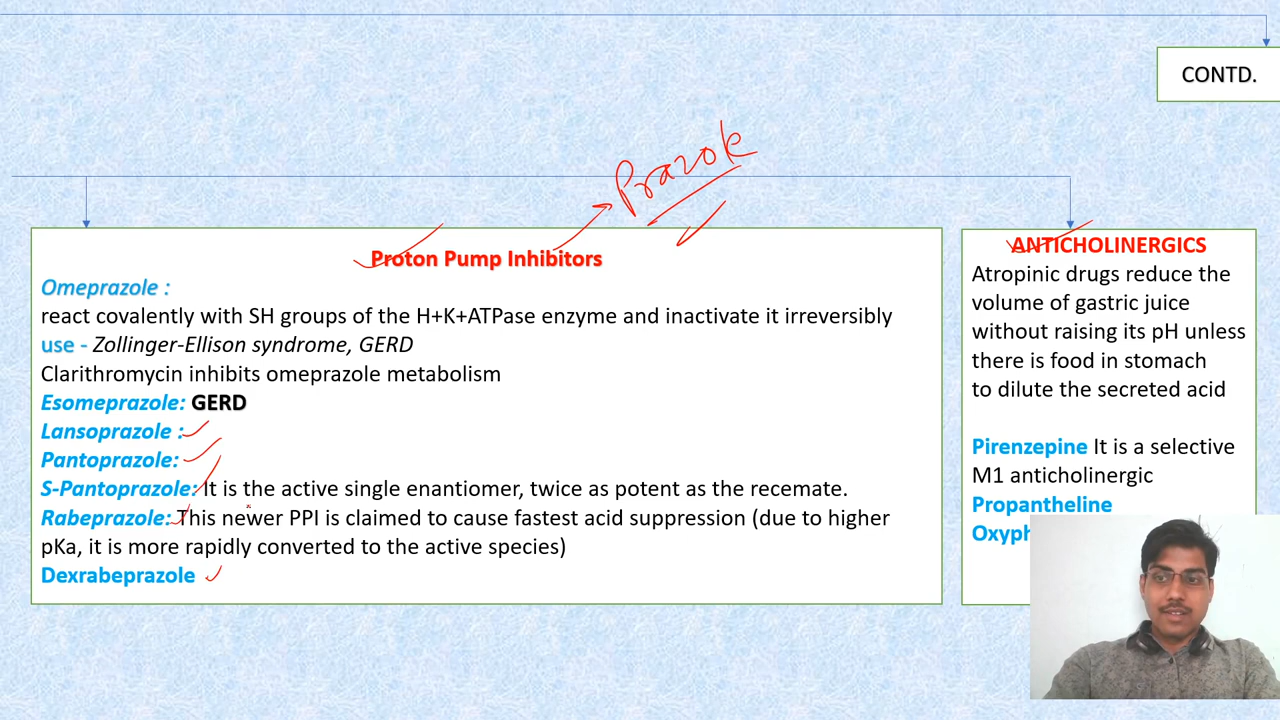 CONTD.
Prazok
Proton Pump Inhibitors
Omeprazole :
react covalently with SH groups of the H+K+ATPase enzyme and inactivate it irreversibly
use - Zollinger-Ellison syndrome, GERD
Clarithromycin inhibits omeprazole metabolism
Esomeprazole: GERD
Lansoprazole :
Pantoprazole:
S-Pantoprazole: It is the active single enantiomer, twice as potent as the recemate.
Rabeprazole: This newer PPI is claimed to cause fastest acid suppression (due to higher
pKa, it is more rapidly converted to the active species)
Dexrabeprazole
ANTICHOLINERGICS
Atropinic drugs reduce the
volume of gastric juice
without raising its pH unless
there is food in stomach
to dilute the secreted acid
Pirenzepine It is a selective
M1 anticholinergic
Propantheline